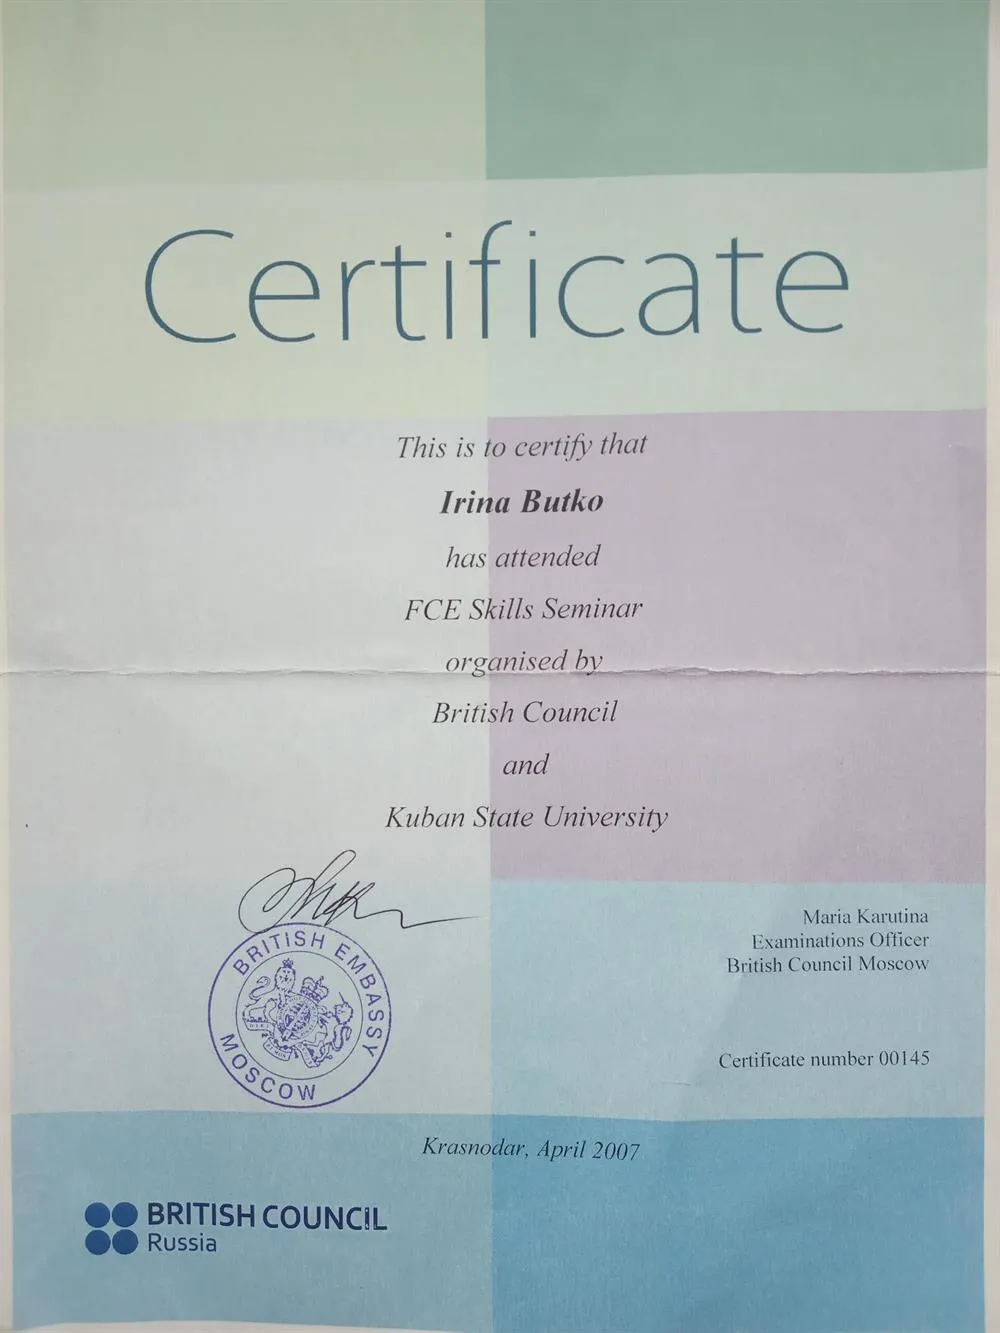 Certificate
This is to certify that
Irina Butko
has attended
FCE Skills Seminar
organised by
British Council
and
Kuban State University
BRITISH EMBASSY
MOSCOW
Maria Karutina
Examinations Officer
British Council Moscow
Certificate number 00145
Krasnodar, April 2007
BRITISH COUNCIL
Russia